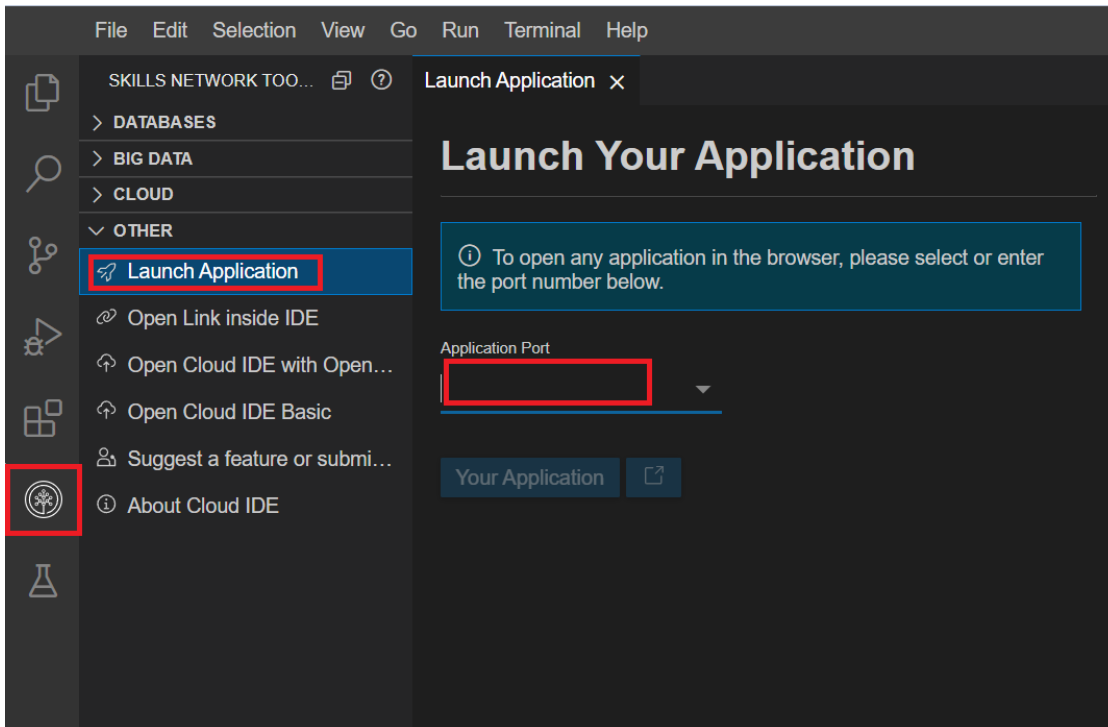 File Edit Selection View Go Run Terminal Help
SKILLS NETWORK TOO...
Launch Application
DATABASES
BIG DATA
CLOUD
OTHER
Launch Application
Open Link inside IDE
Open Cloud IDE with Open...
Open Cloud IDE Basic
Suggest a feature or submi...
About Cloud IDE
Launch Your Application
To open any application in the browser, please select or enter
the port number below.
Application Port
Your Application